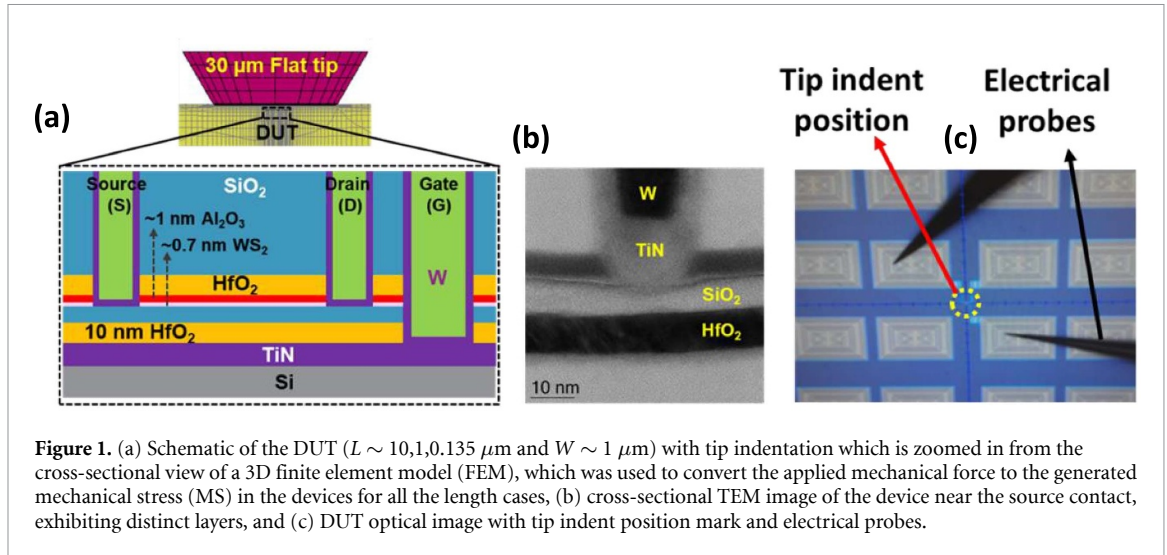 30 µm Flat tip
(a)
DUT
Source
(S)
SiO₂
Drain
(D)
Gate
(G)
~1 nm Al₂O₃
~0.7 nm WS₂
HfO₂
W
10 nm HfO₂
TiN
Si
(b)
W
TiN
SiO₂
HfO₂
10 nm
Tip indent
position
(c)
Electrical
probes
Figure 1. (a) Schematic of the DUT (L ∼ 10,1,0.135 μm and W ∼ 1 μm) with tip indentation which is zoomed in from the
cross-sectional view of a 3D finite element model (FEM), which was used to convert the applied mechanical force to the generated
mechanical stress (MS) in the devices for all the length cases, (b) cross-sectional TEM image of the device near the source contact,
exhibiting distinct layers, and (c) DUT optical image with tip indent position mark and electrical probes.